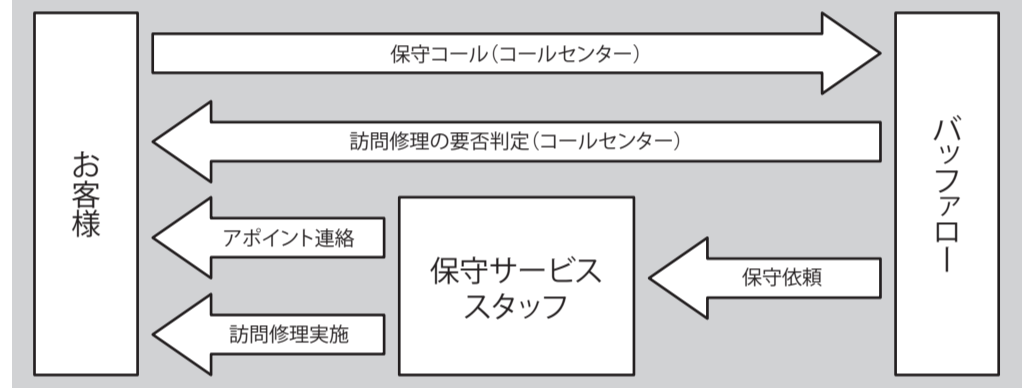 お客様
保守コール（コールセンター）
訪問修理の要否判定（コールセンター）
アポイント連絡
訪問修理実施
保守サービス
スタッフ
保守依頼
バッファロー